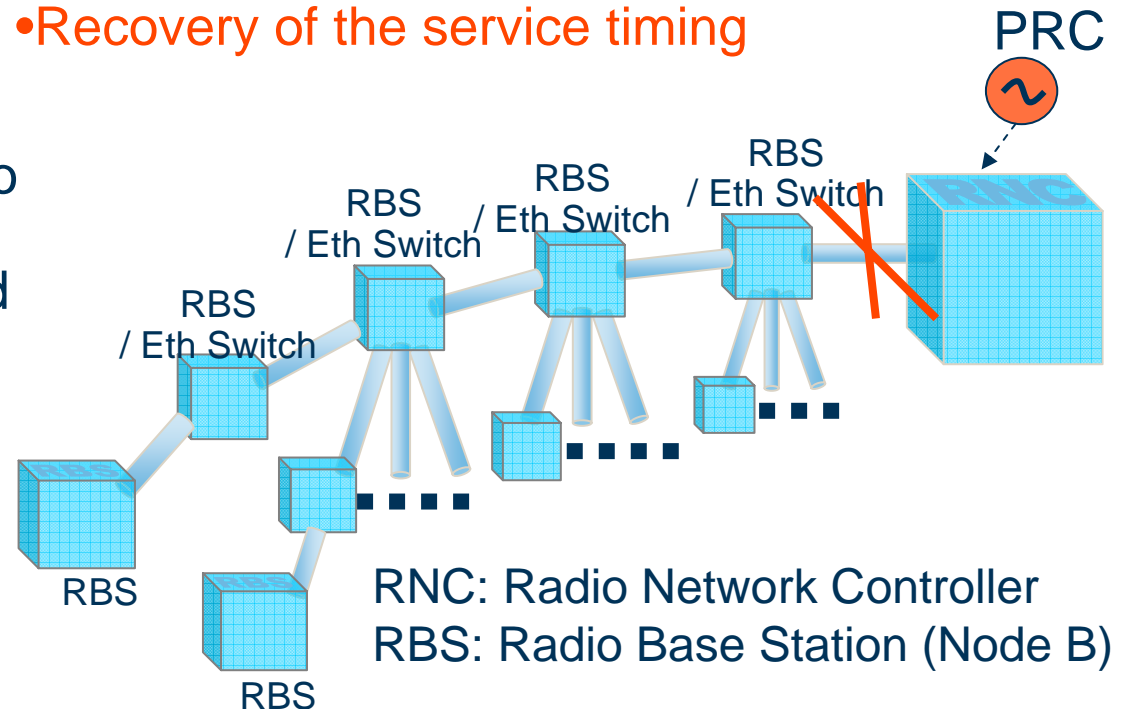 •Recovery of the service timing
PRC
RBS
/ Eth Switch
RBS
/ Eth Switch
RBS
/ Eth Switch
RBS
/ Eth Switch
RNC
RBS
RBS
RBS
RBS
RNC: Radio Network Controller
RBS: Radio Base Station (Node B)